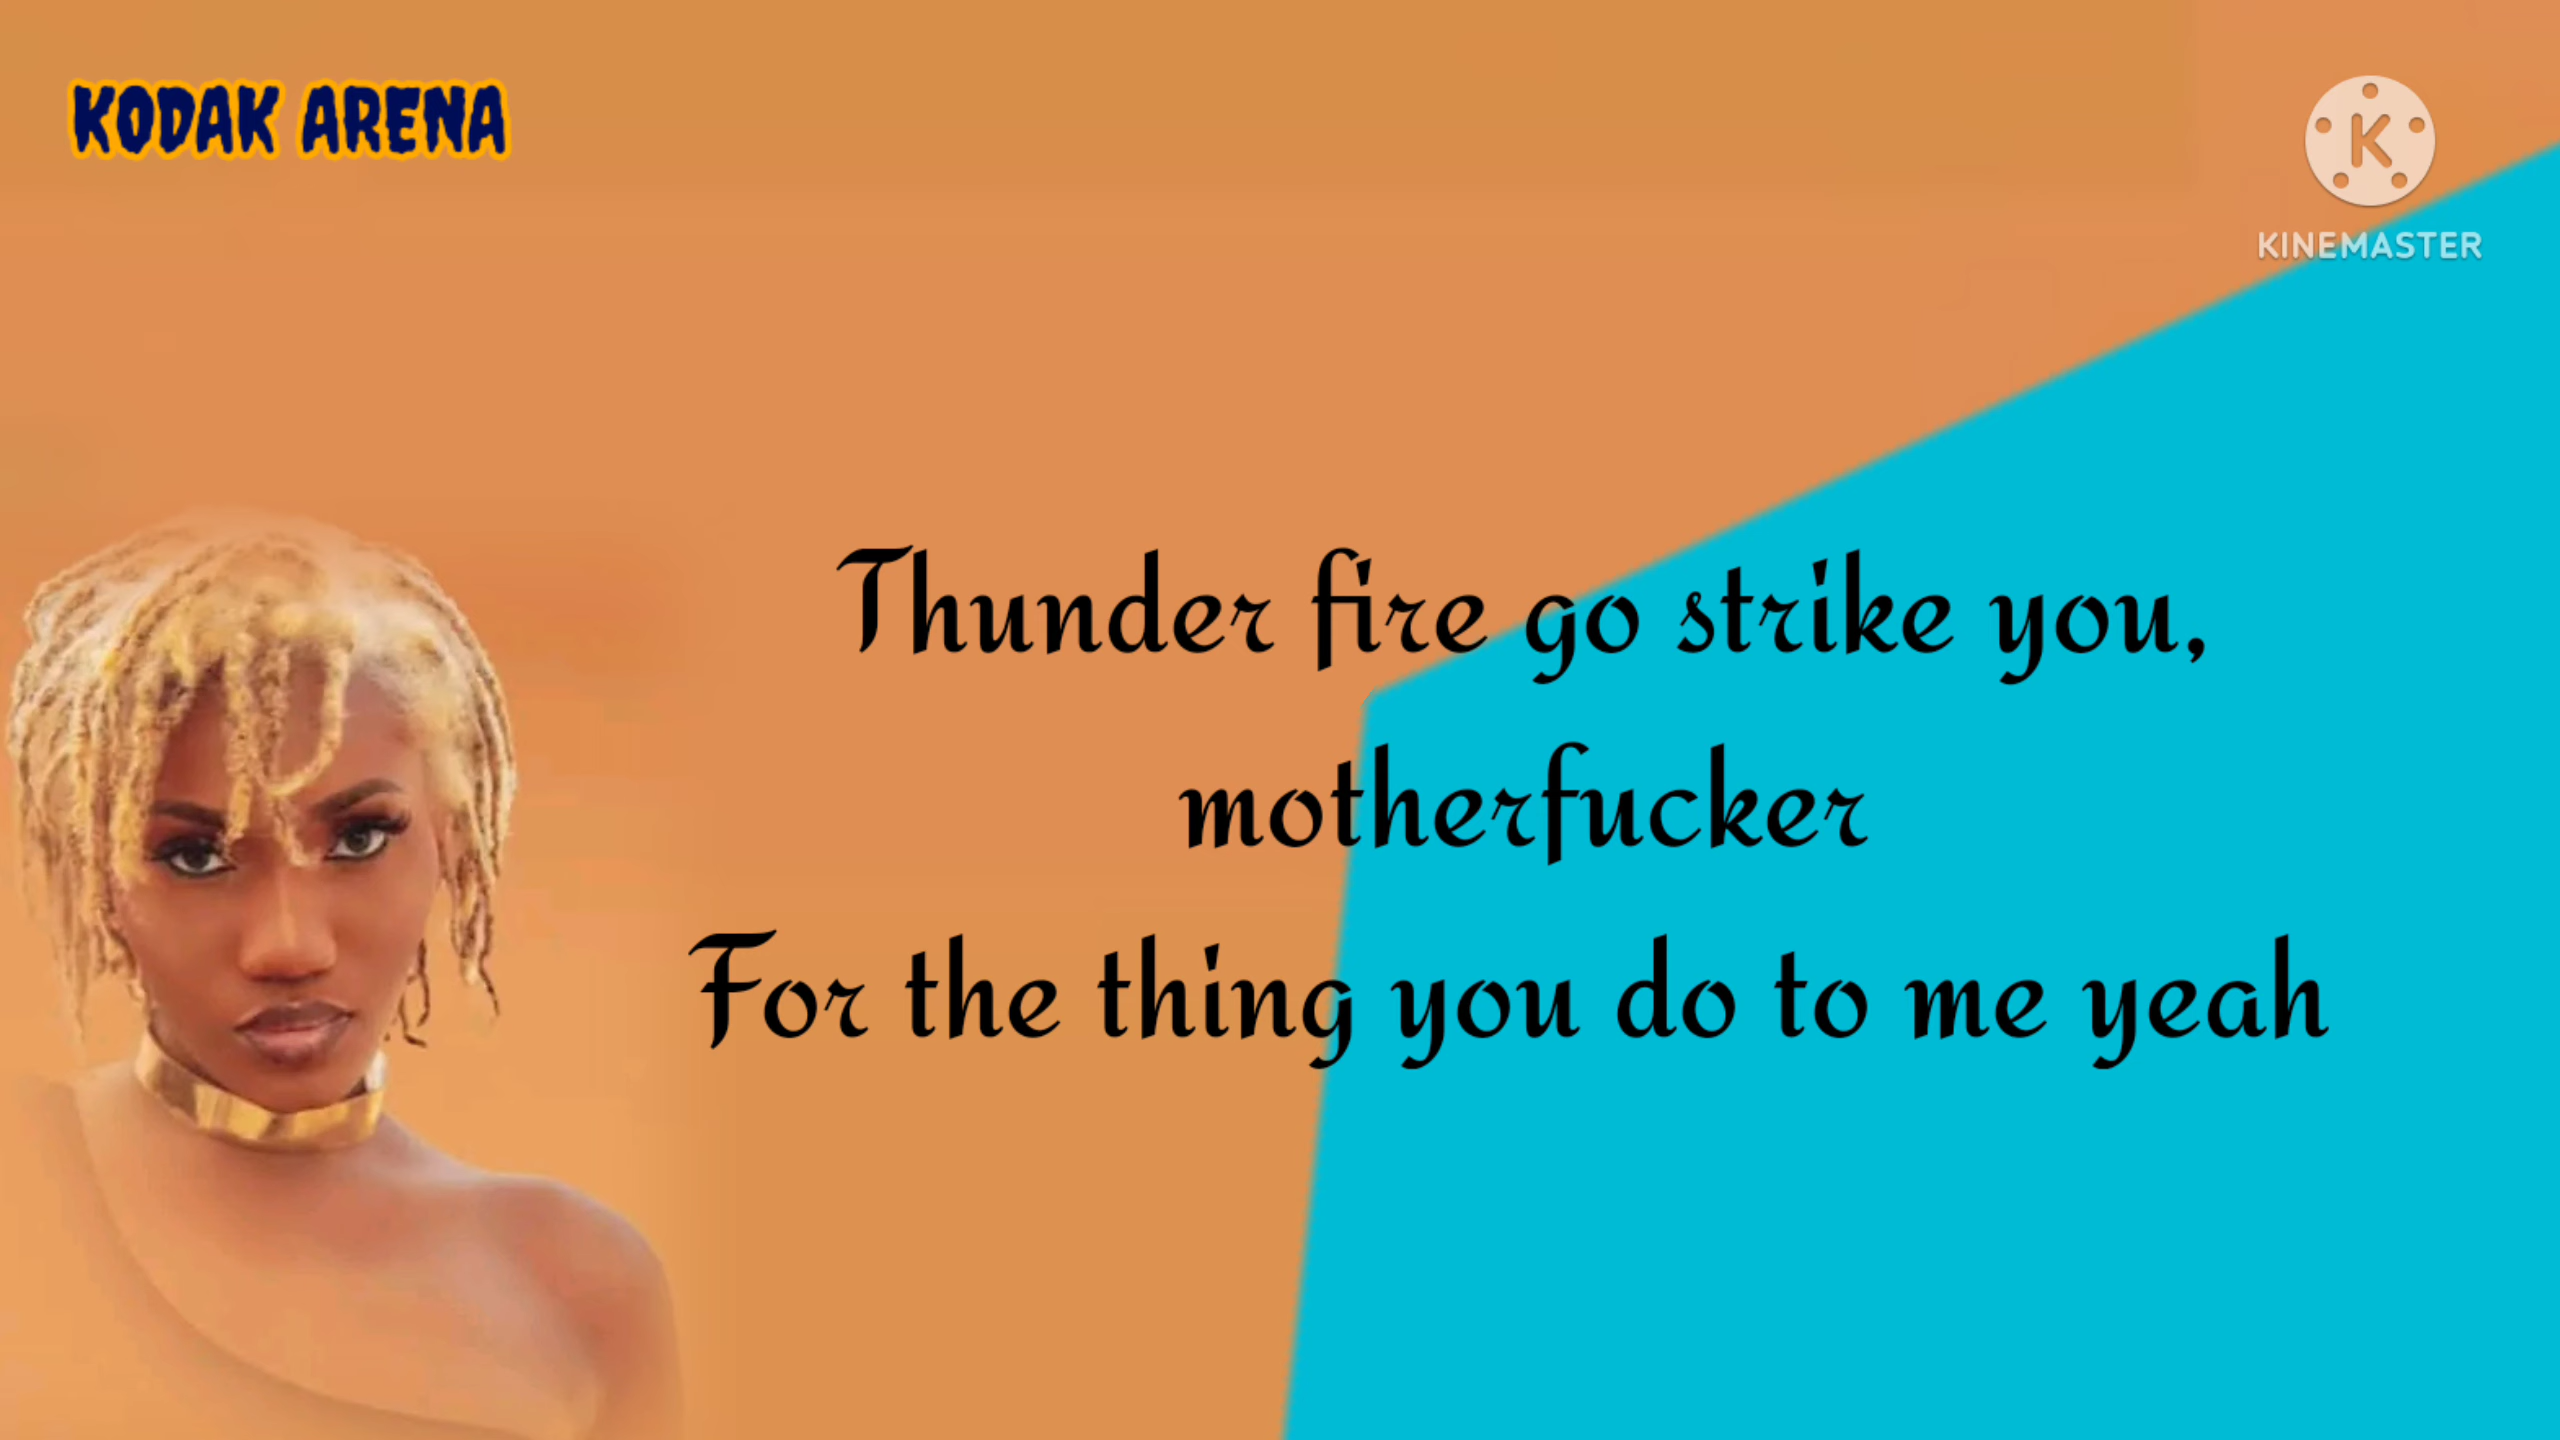 KODAK ARENA
K
KINEMASTER
Thunder fire go strike you,
motherfucker
For the thing you do to me yeah